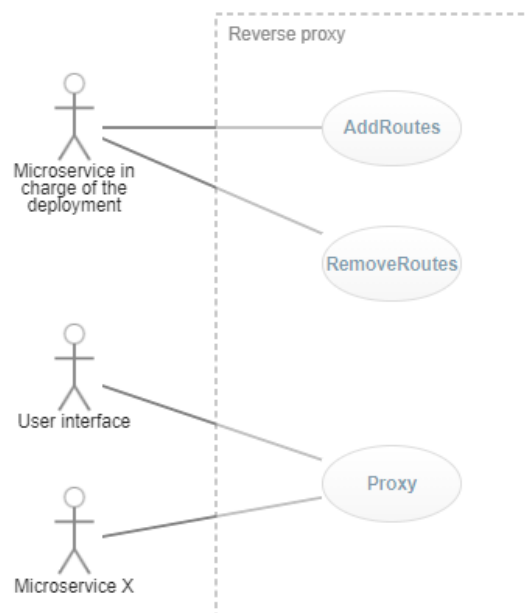 Reverse proxy
AddRoutes
Microservice in
charge of the
deployment
RemoveRoutes
User interface
Proxy
Microservice X